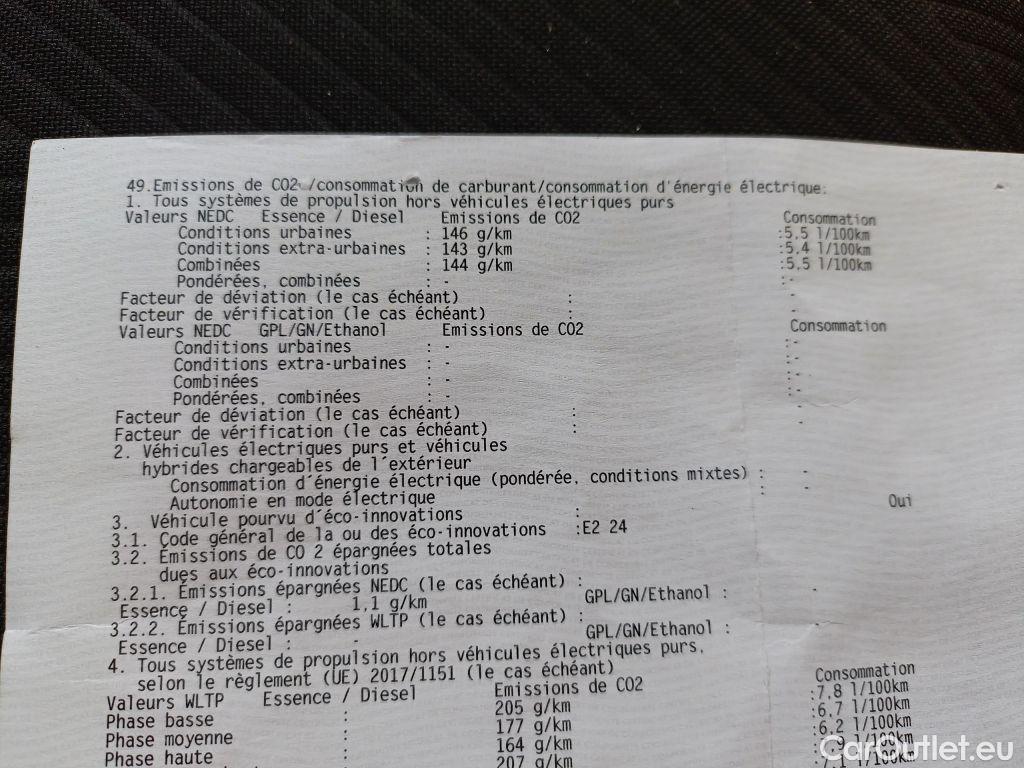 49.Emissions de CO2 /consommation de carburant/consommation d'énergie électrique:
1. Tous systèmes de propulsion hors véhicules électriques purs
Valeurs NEDC Essence / Diesel Emissions de CO2 Consommation
Conditions urbaines : 146 g/km :5,5 l/100km
Conditions extra-urbaines : 143 g/km :5,4 l/100km
Combinées : 144 g/km :5,5 l/100km
Pondérées, combinées : - :-
Facteur de déviation (le cas échéant) : -
Facteur de vérification (le cas échéant) : -
Valeurs NEDC GPL/GN/Ethanol Emissions de CO2 Consommation
Conditions urbaines : - :-
Conditions extra-urbaines : - :-
Combinées : - :-
Pondérées, combinées : - :-
Facteur de déviation (le cas échéant) : -
Facteur de vérification (le cas échéant) :
2. Véhicules électriques purs et véhicules
hybrides chargeables de l'extérieur
Consommation d'énergie électrique (pondérée, conditions mixtes) : -
Autonomie en mode électrique : -
3. Véhicule pourvu d'éco-innovations : Oui
3.1. Code général de la ou des éco-innovations :E2 24
3.2. Émissions de CO 2 épargnées totales
dues aux éco-innovations
3.2.1. Émissions épargnées NEDC (le cas échéant) :
Essence / Diesel : 1,1 g/km GPL/GN/Ethanol : -
3.2.2. Émissions épargnées WLTP (le cas échéant) :
Essence / Diesel : - GPL/GN/Ethanol : -
4. Tous systèmes de propulsion hors véhicules électriques purs,
selon le règlement (UE) 2017/1151 (le cas échéant)
Valeurs WLTP Essence / Diesel Emissions de CO2 Consommation
Phase basse : 205 g/km :7,8 l/100km
Phase moyenne : 177 g/km :6,7 l/100km
Phase haute : 164 g/km :6,2 l/100km
207 g/km
CarOutlet.eu